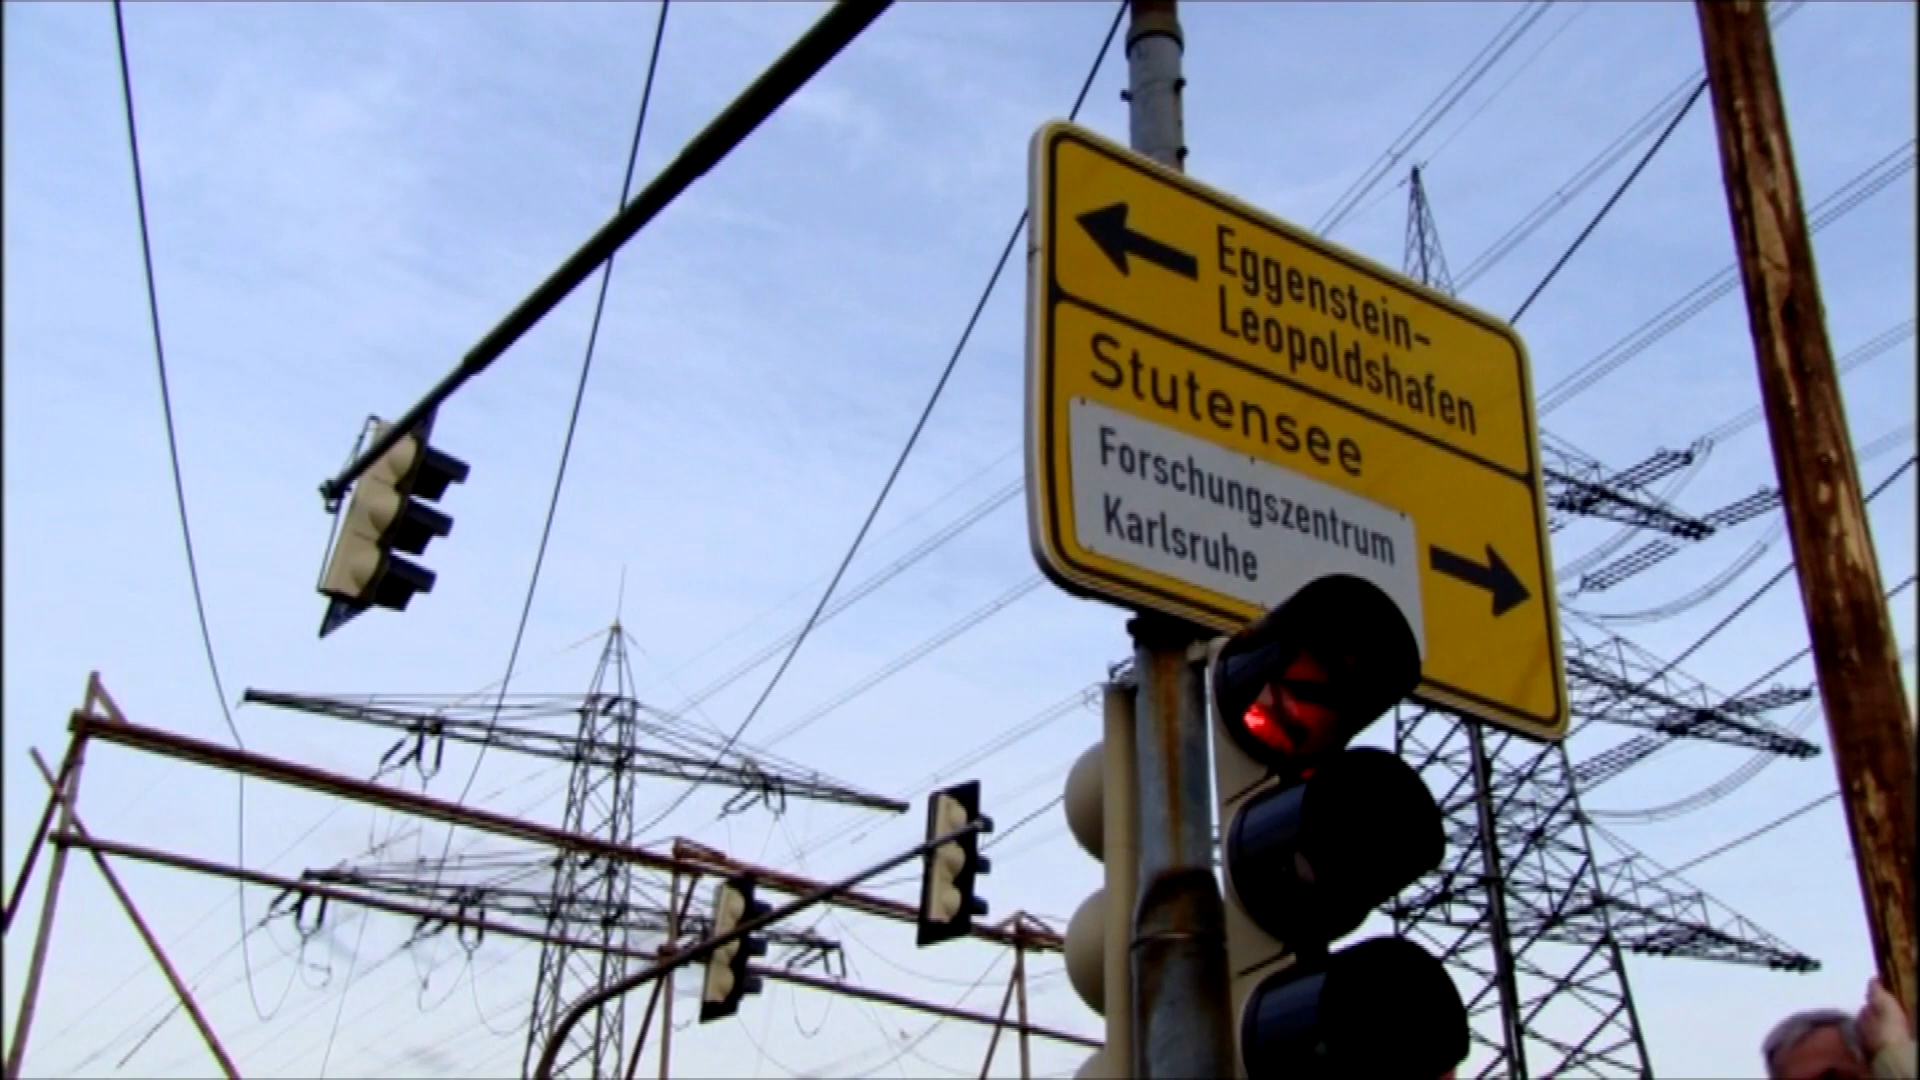 Eggenstein-
Leopoldshafen
Stutensee
Forschungszentrum
Karlsruhe